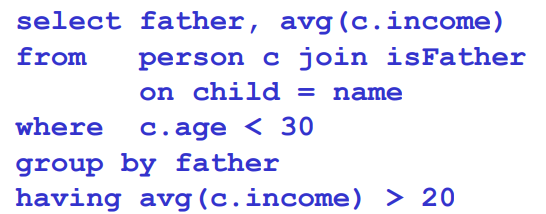 select father, avg(c.income)
from person c join isFather
on child = name
where c.age < 30
group by father
having avg(c.income) > 20